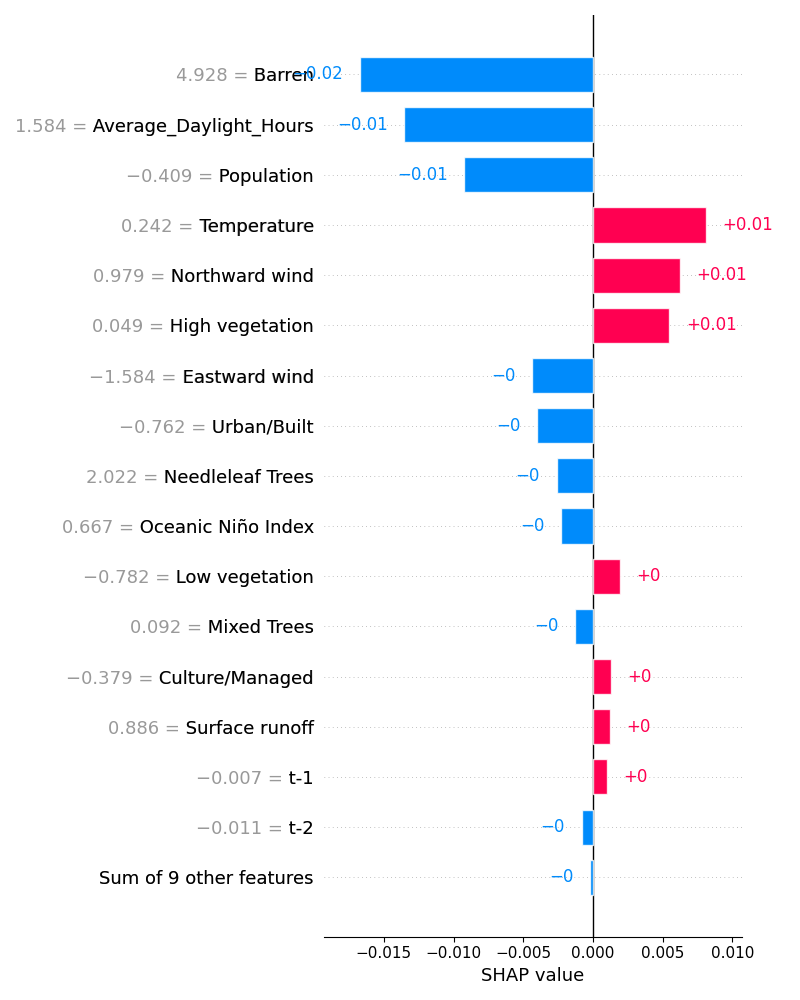 4.928 = Barren −0.02
1.584 = Average_Daylight_Hours −0.01
−0.409 = Population −0.01
0.242 = Temperature +0.01
0.979 = Northward wind +0.01
0.049 = High vegetation +0.01
−1.584 = Eastward wind −0
−0.762 = Urban/Built −0
2.022 = Needleleaf Trees −0
0.667 = Oceanic Niño Index −0
−0.782 = Low vegetation +0
0.092 = Mixed Trees −0
−0.379 = Culture/Managed +0
0.886 = Surface runoff +0
−0.007 = t-1 +0
−0.011 = t-2 −0
Sum of 9 other features −0
−0.015 −0.010 −0.005 0.000 0.005 0.010
SHAP value